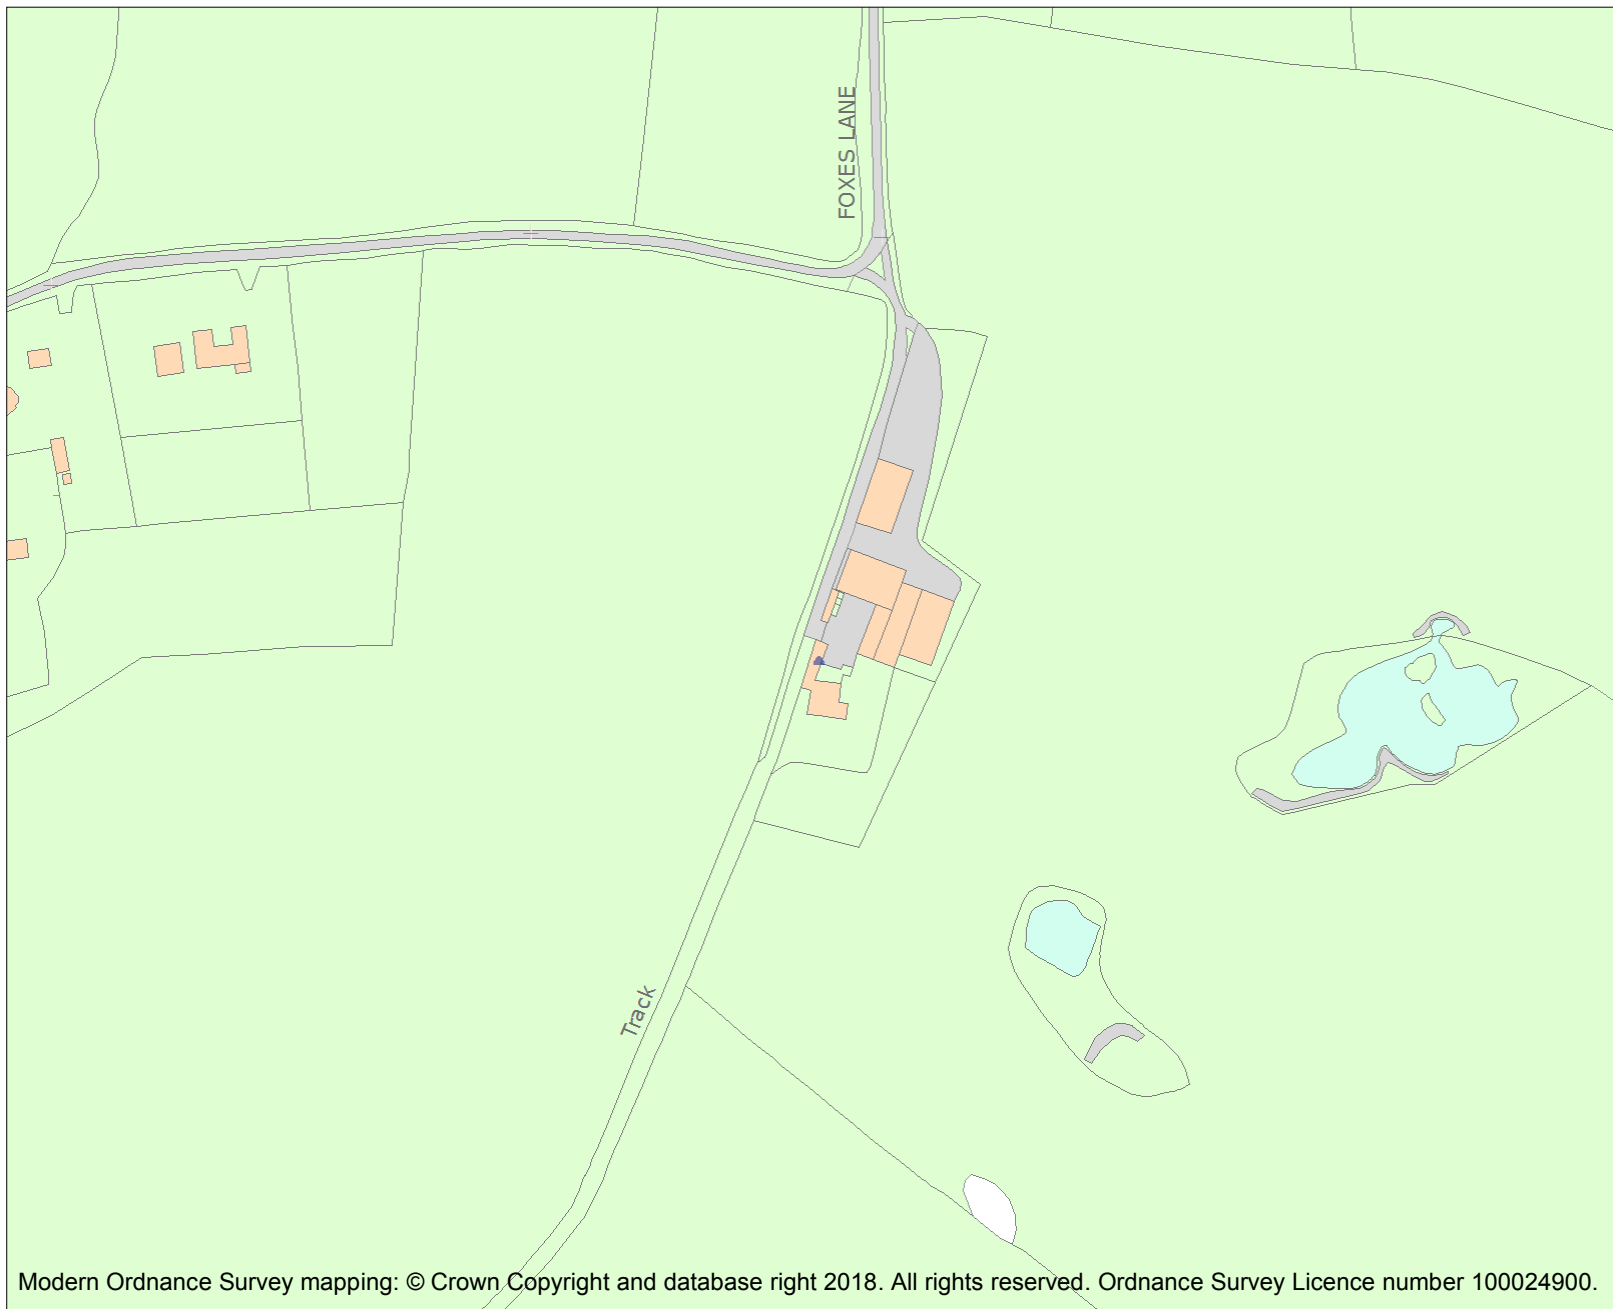 FOXES LANE
Track
Modern Ordnance Survey mapping: © Crown Copyright and database right 2018. All rights reserved. Ordnance Survey Licence number 100024900.